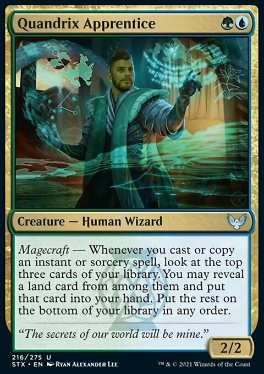 Quandrix Apprentice
Creature — Human Wizard
Magecraft — Whenever you cast or copy
an instant or sorcery spell, look at the top
three cards of your library. You may reveal
a land card from among them and put
that card into your hand. Put the rest on
the bottom of your library in any order.
“The secrets of our world will be mine.”
2/2
216/275 U
STX • EN Ryan Alexander Lee
™ & © 2021 Wizards of the Coast